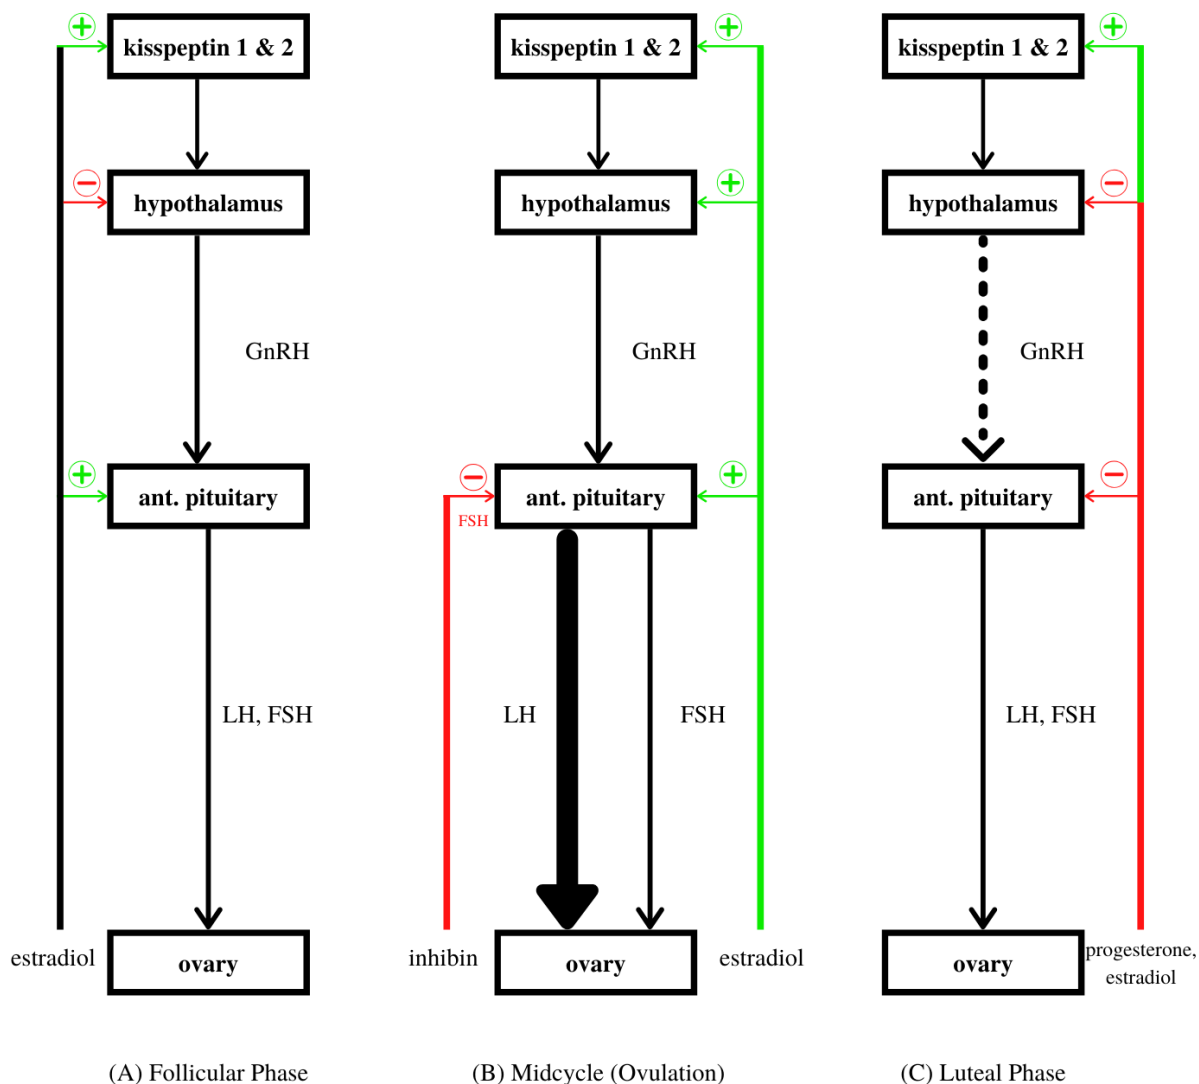 kisspeptin 1 & 2
hypothalamus
GnRH
ant. pituitary
LH, FSH
estradiol
ovary
(A) Follicular Phase
kisspeptin 1 & 2
hypothalamus
GnRH
ant. pituitary
FSH
LH
FSH
inhibin
ovary
estradiol
(B) Midcycle (Ovulation)
kisspeptin 1 & 2
hypothalamus
GnRH
ant. pituitary
LH, FSH
ovary
progesterone,
estradiol
(C) Luteal Phase